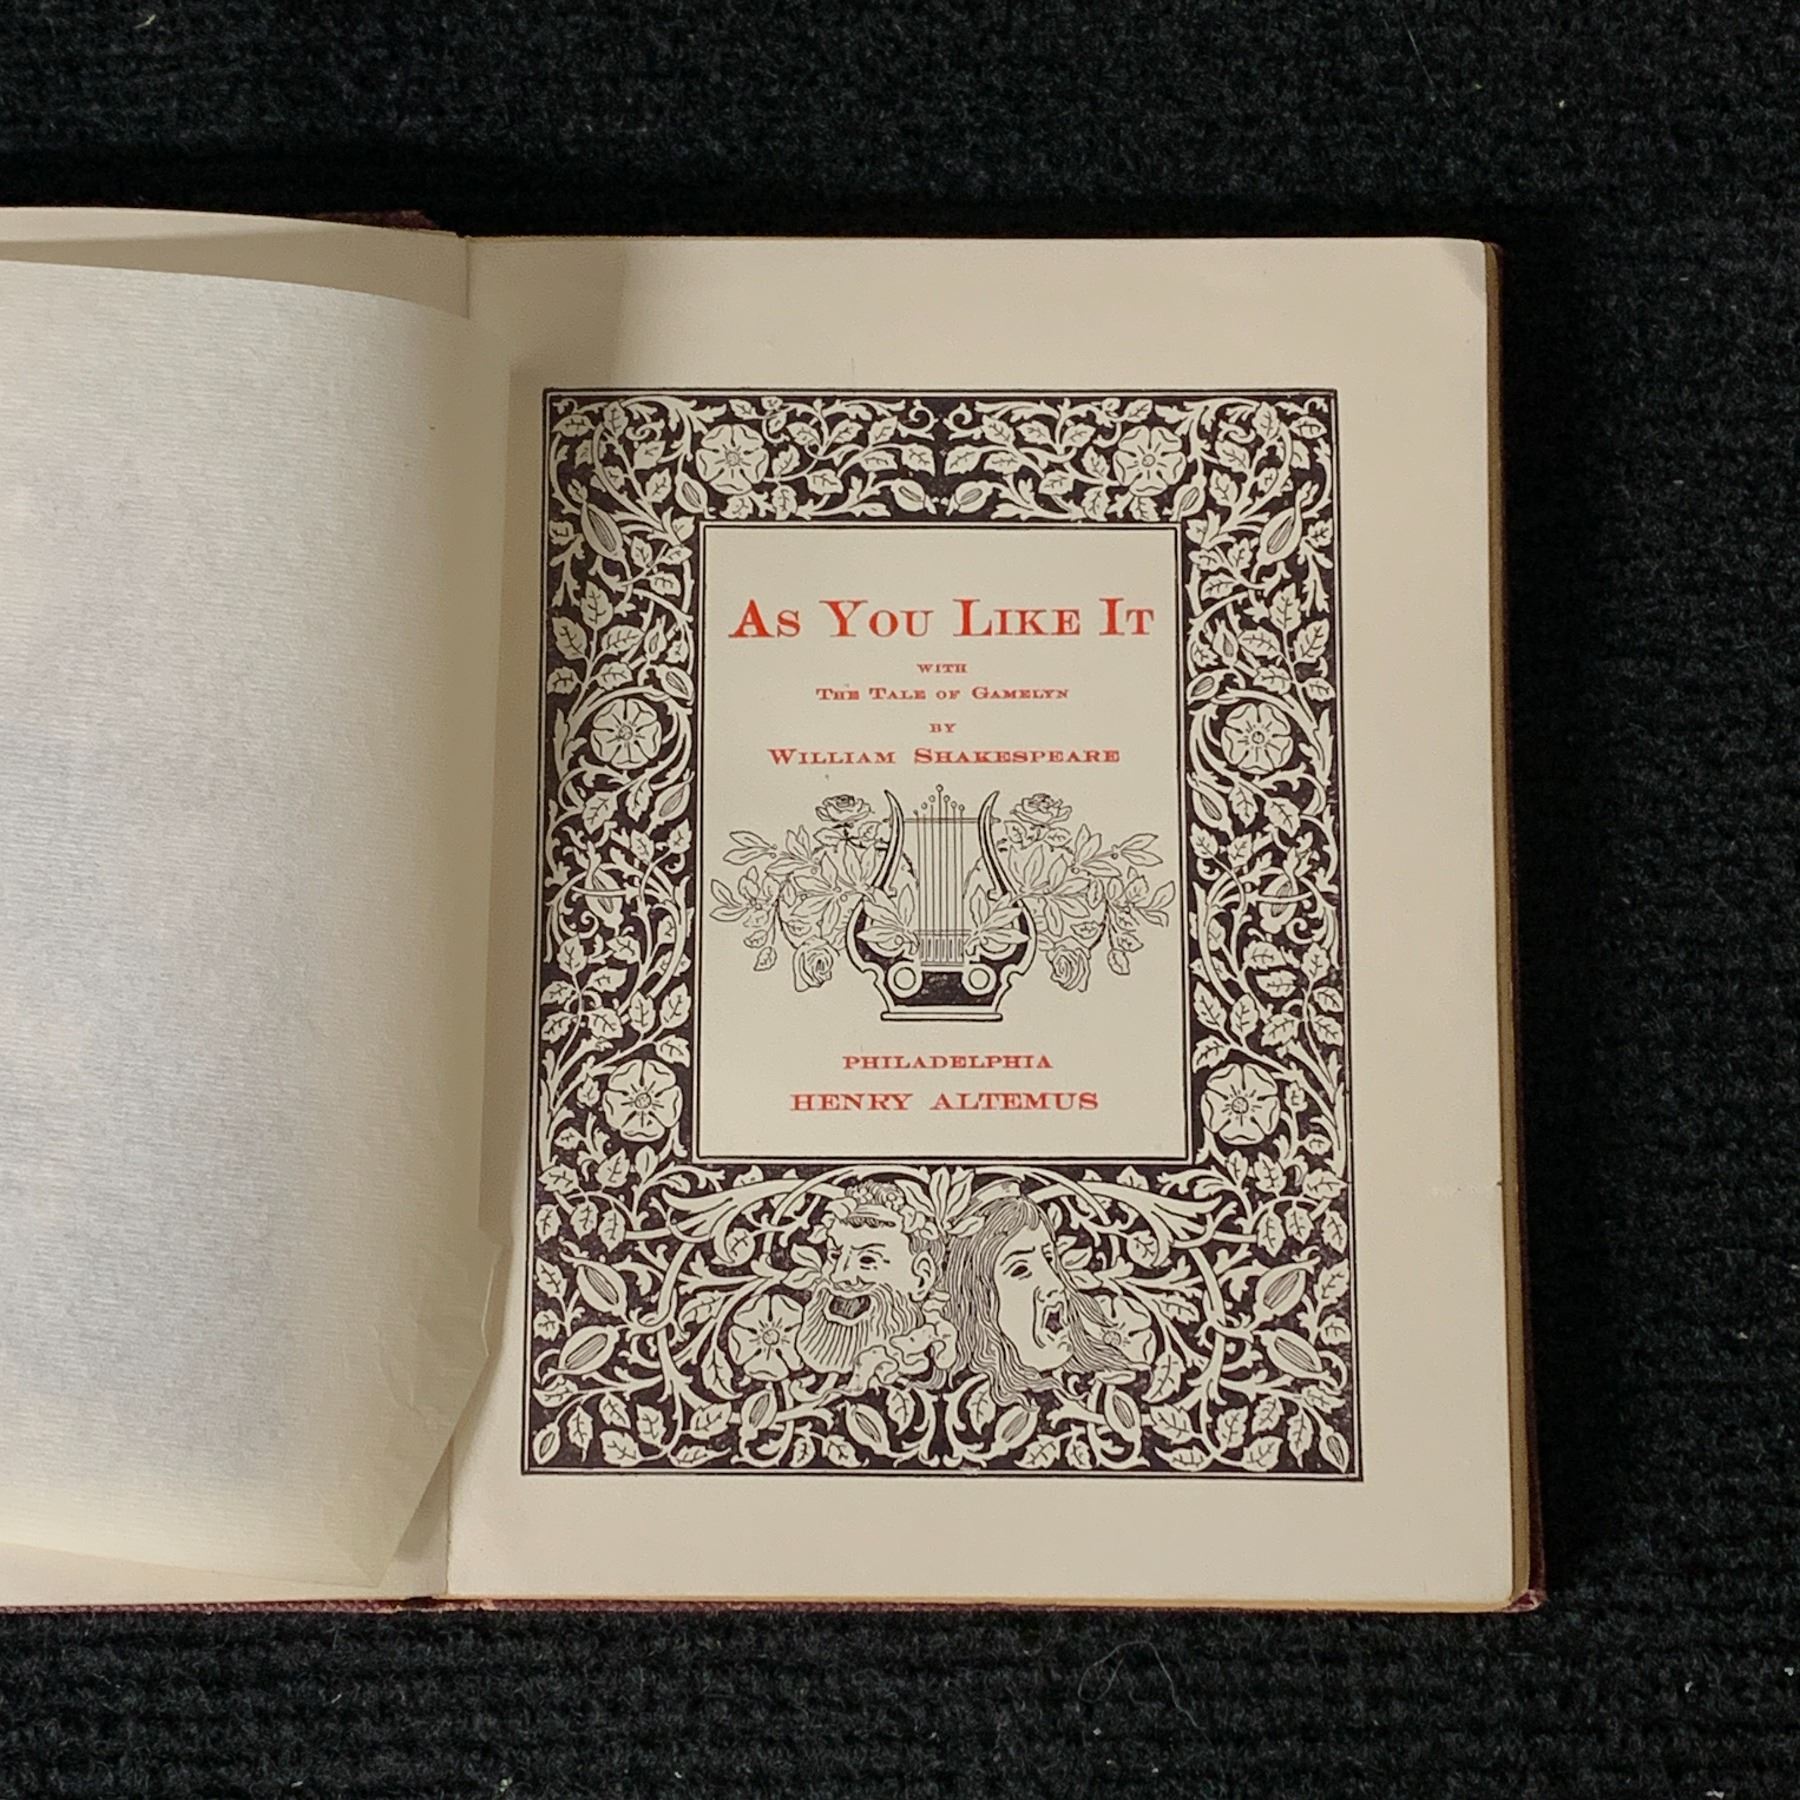 As You Like It
with
The Tale of Gamelyn
by
William Shakespeare
PHILADELPHIA
HENRY ALTEMUS